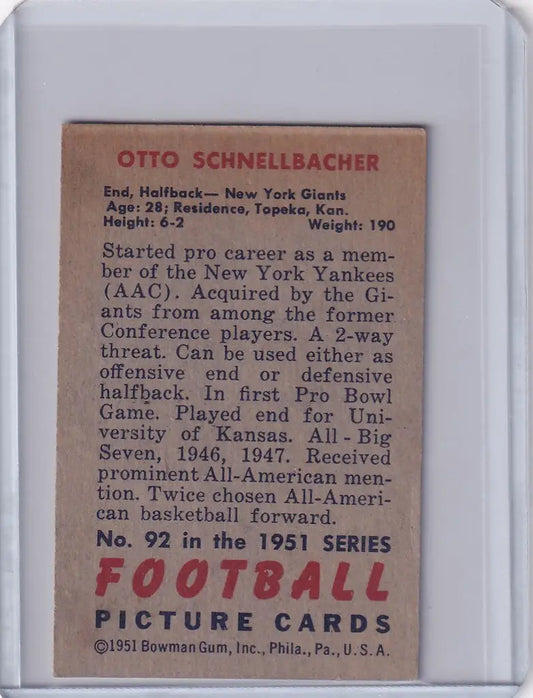 OTTO SCHNELLBACHER
End, Halfback— New York Giants
Age: 28; Residence, Topeka, Kan.
Height: 6-2 Weight: 190
Started pro career as a mem-
ber of the New York Yankees
(AAC). Acquired by the Gi-
ants from among the former
Conference players. A 2-way
threat. Can be used either as
offensive end or defensive
halfback. In first Pro Bowl
Game. Played end for Uni-
versity of Kansas. All - Big
Seven, 1946, 1947. Received
prominent All-American men-
tion. Twice chosen All-Ameri-
can basketball forward.
No. 92 in the 1951 SERIES
FOOTBALL
PICTURE CARDS
©1951 Bowman Gum, Inc., Phila., Pa., U.S.A.